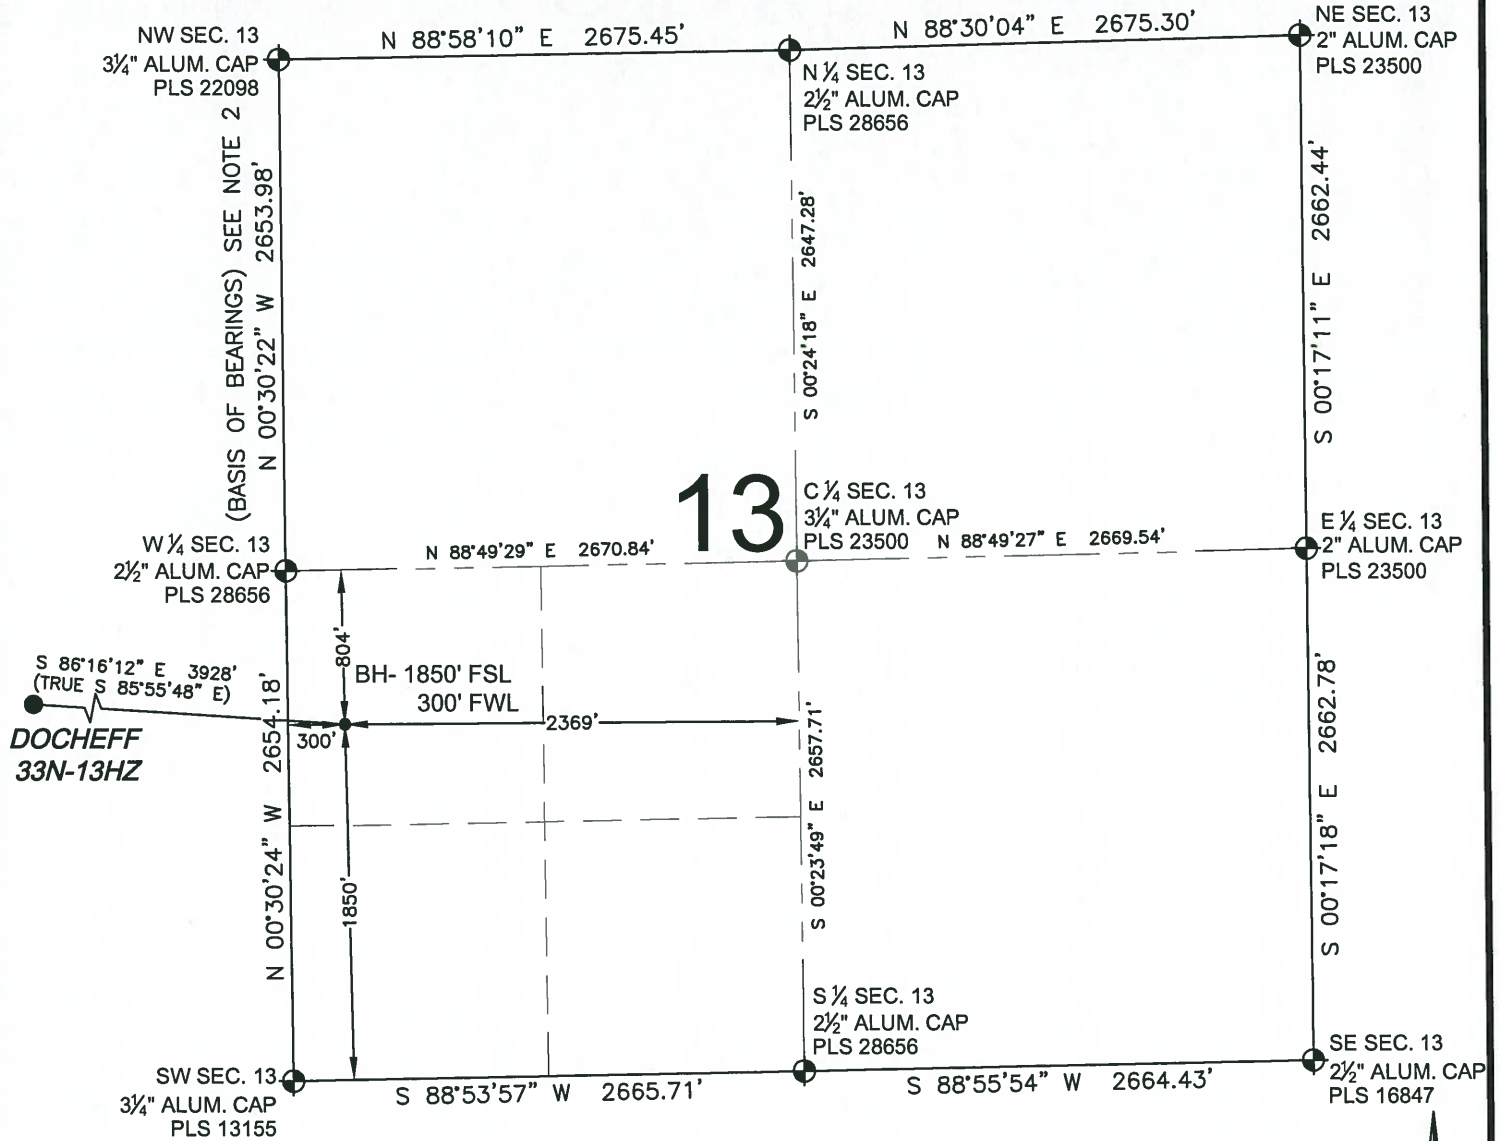 NW SEC. 13
3¼" ALUM. CAP
PLS 22098
N 88°58'10" E 2675.45'
N 88°30'04" E 2675.30'
NE SEC. 13
2" ALUM. CAP
PLS 23500
N ¼ SEC. 13
2½" ALUM. CAP
PLS 28656
(BASIS OF BEARINGS) SEE NOTE 2
N 00°30'22" W 2653.98'
S 00°24'18" E 2647.28'
S 00°17'11" E 2662.44'
13
C ¼ SEC. 13
3¼" ALUM. CAP
PLS 23500
W ¼ SEC. 13
2½" ALUM. CAP
PLS 28656
N 88°49'29" E 2670.84'
N 88°49'27" E 2669.54'
E ¼ SEC. 13
2" ALUM. CAP
PLS 23500
S 86°16'12" E 3928'
(TRUE S 85°55'48" E)
DOCHEFF
33N-13HZ
804'
BH- 1850' FSL
300' FWL
300'
2369'
1850'
N 00°30'24" W 2654.18'
S 00°23'49" E 2657.71'
S 00°17'18" E 2662.78'
S ¼ SEC. 13
2½" ALUM. CAP
PLS 28656
SW SEC. 13
3¼" ALUM. CAP
PLS 13155
S 88°53'57" W 2665.71'
S 88°55'54" W 2664.43'
SE SEC. 13
2½" ALUM. CAP
PLS 16847